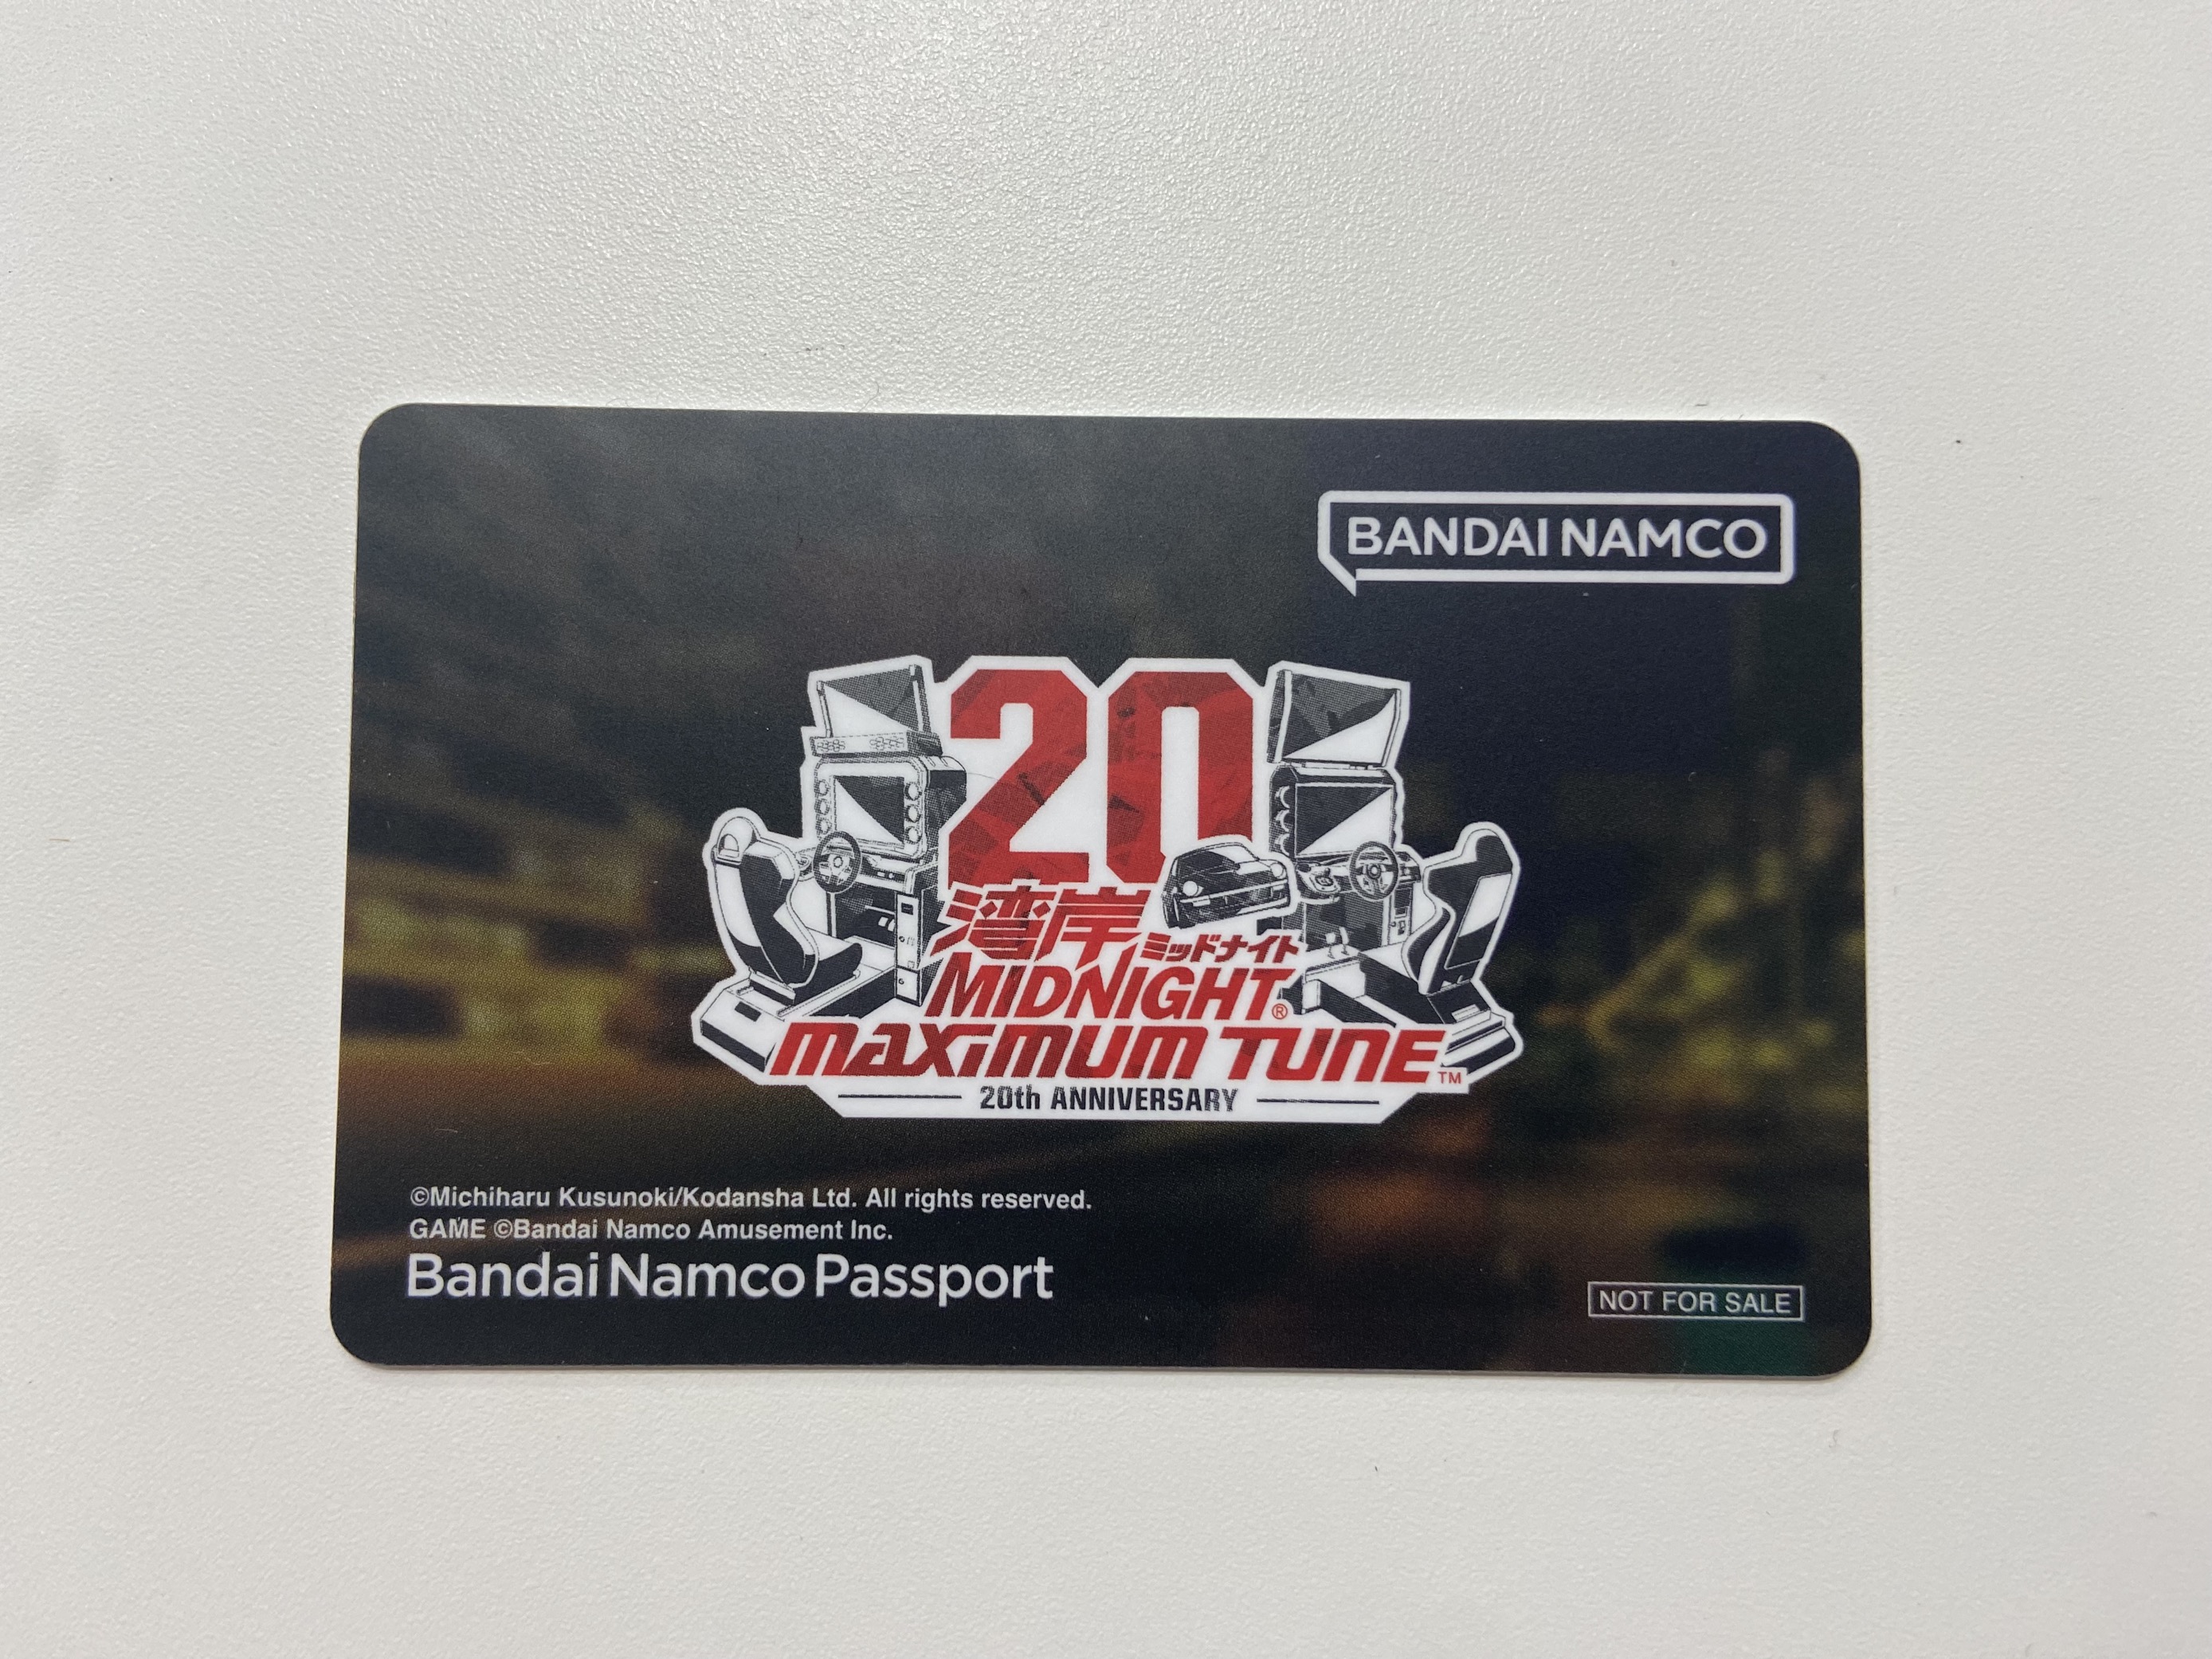 BANDAI NAMCO
20
湾岸 ミッドナイト
MIDNIGHT®
MAXIMUM TUNE™
20th ANNIVERSARY
©Michiharu Kusunoki/Kodansha Ltd. All rights reserved.
GAME ©Bandai Namco Amusement Inc.
Bandai Namco Passport
NOT FOR SALE